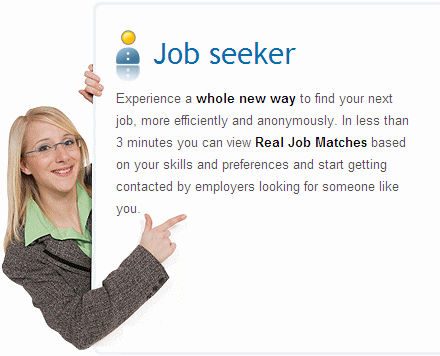 Job seeker
Experience a whole new way to find your next
job, more efficiently and anonymously. In less than
3 minutes you can view Real Job Matches based
on your skills and preferences and start getting
contacted by employers looking for someone like
you.